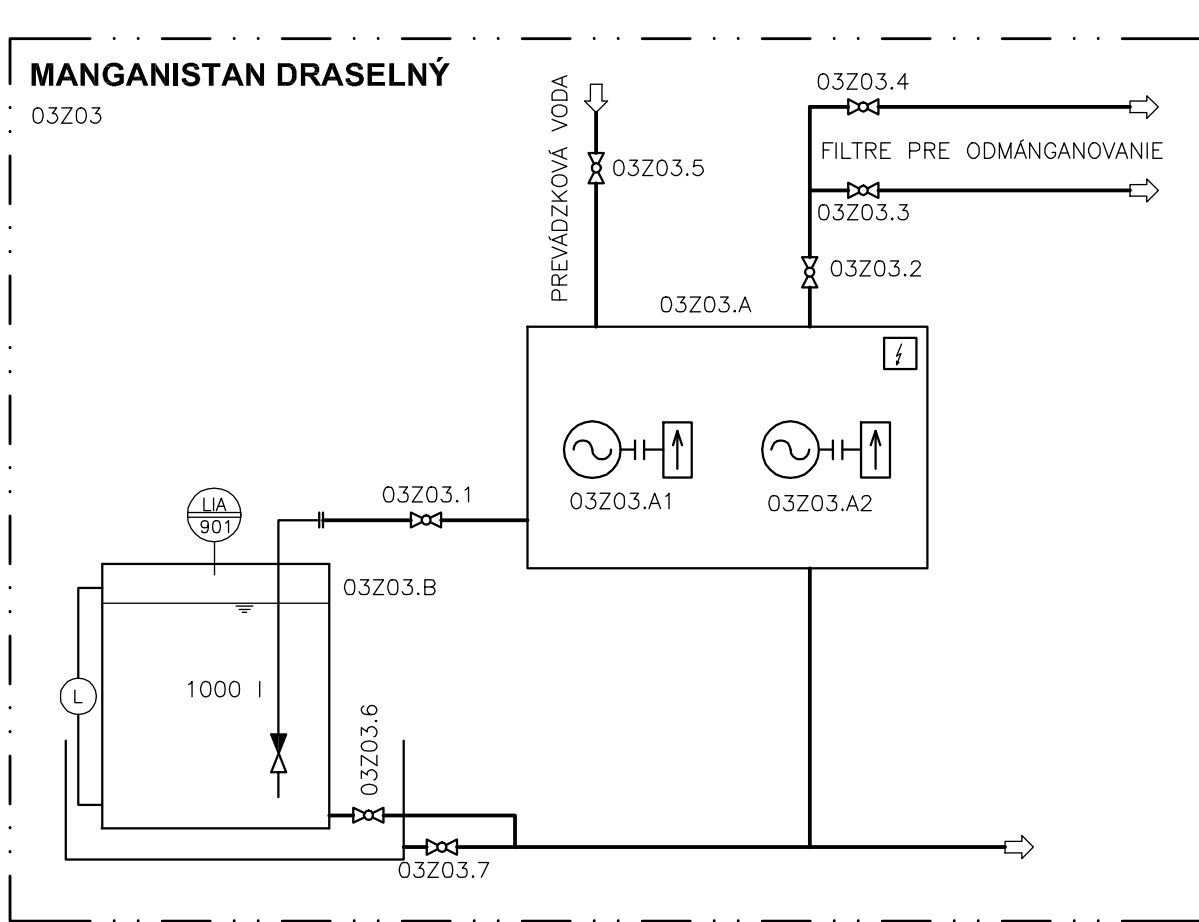 MANGANISTAN DRASELNÝ
03Z03
PREVÁDZKOVÁ VODA
03Z03.5
03Z03.4
FILTRE PRE ODMÁNGANOVANIE
03Z03.3
03Z03.2
03Z03.A
03Z03.A1
03Z03.A2
03Z03.1
LIA
901
03Z03.B
1000 l
L
03Z03.6
03Z03.7